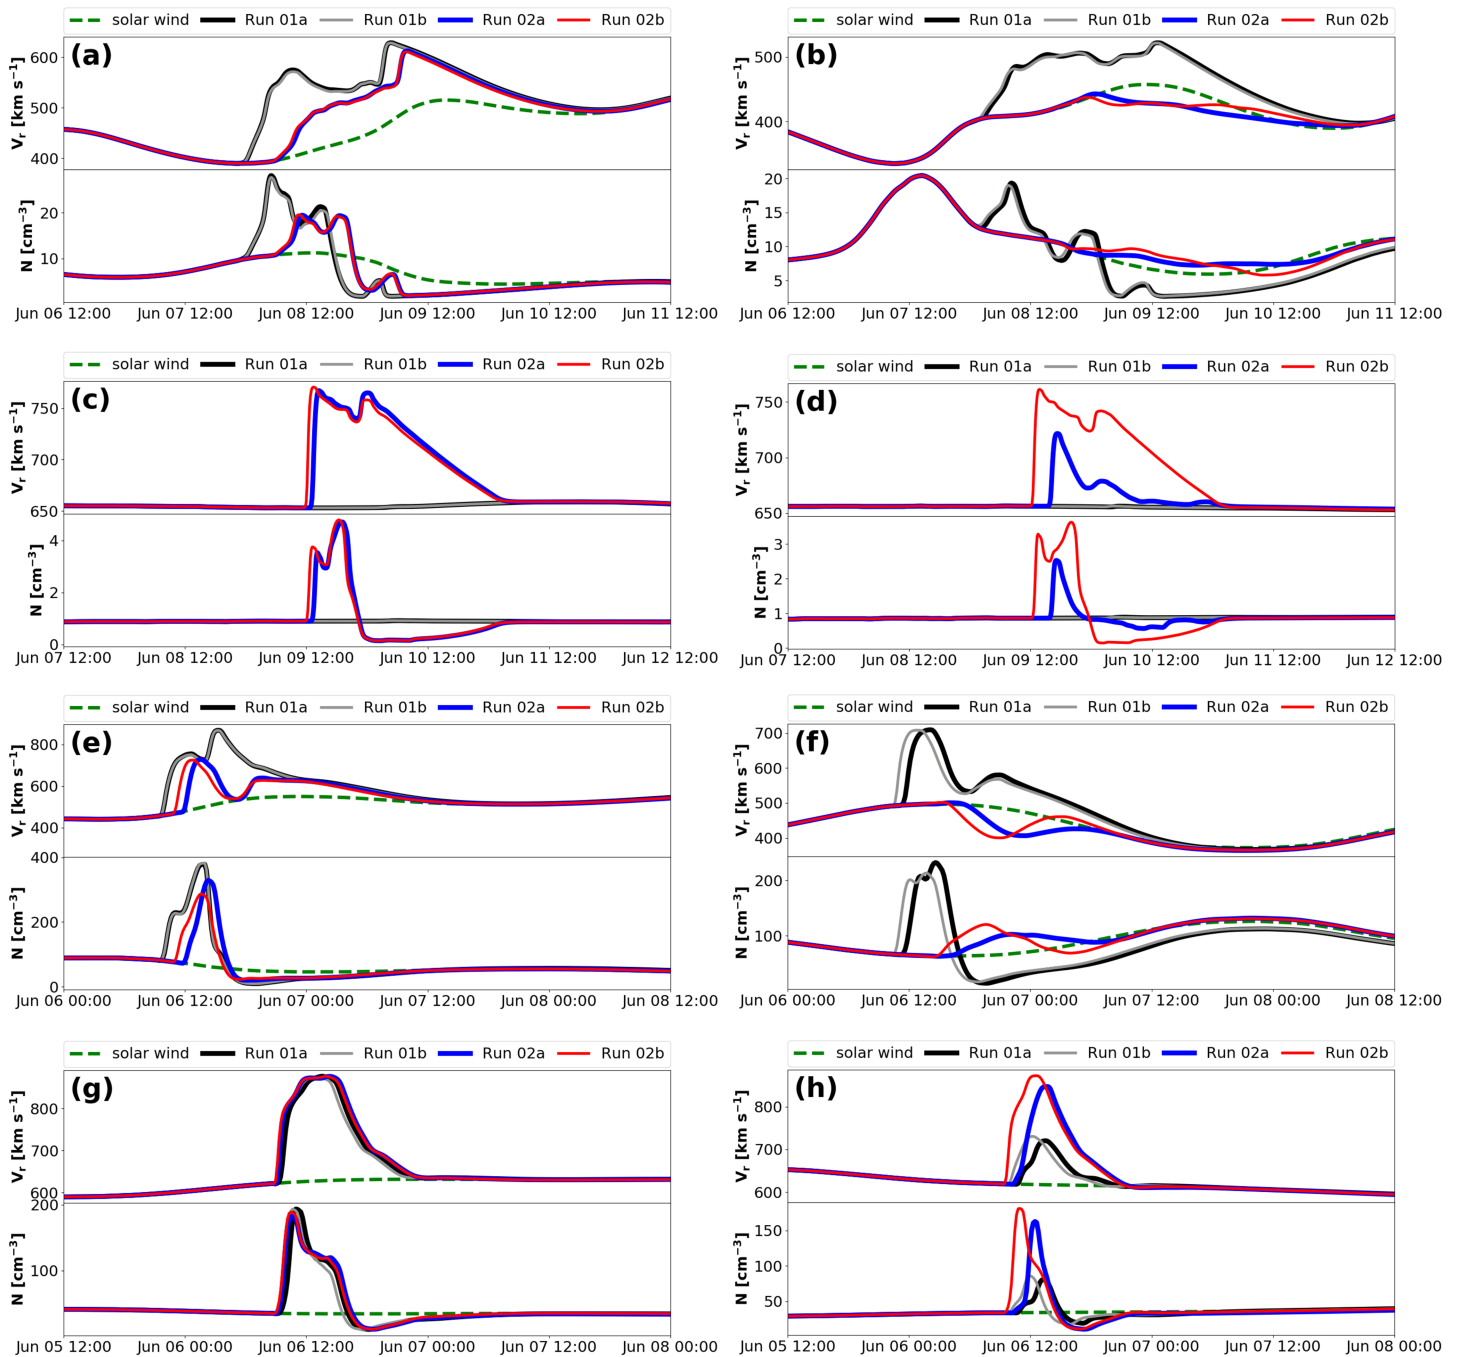 solar wind Run 01a Run 01b Run 02a Run 02b
(a)
V_r [km s⁻¹]
600
500
400
N [cm⁻³]
20
10
Jun 06 12:00 Jun 07 12:00 Jun 08 12:00 Jun 09 12:00 Jun 10 12:00 Jun 11 12:00
solar wind Run 01a Run 01b Run 02a Run 02b
(b)
V_r [km s⁻¹]
500
400
N [cm⁻³]
20
15
10
5
Jun 06 12:00 Jun 07 12:00 Jun 08 12:00 Jun 09 12:00 Jun 10 12:00 Jun 11 12:00
solar wind Run 01a Run 01b Run 02a Run 02b
(c)
V_r [km s⁻¹]
750
700
650
N [cm⁻³]
4
2
0
Jun 07 12:00 Jun 08 12:00 Jun 09 12:00 Jun 10 12:00 Jun 11 12:00 Jun 12 12:00
solar wind Run 01a Run 01b Run 02a Run 02b
(d)
V_r [km s⁻¹]
750
700
650
N [cm⁻³]
3
2
1
0
Jun 07 12:00 Jun 08 12:00 Jun 09 12:00 Jun 10 12:00 Jun 11 12:00 Jun 12 12:00
solar wind Run 01a Run 01b Run 02a Run 02b
(e)
V_r [km s⁻¹]
800
600
400
N [cm⁻³]
400
200
0
Jun 06 00:00 Jun 06 12:00 Jun 07 00:00 Jun 07 12:00 Jun 08 00:00 Jun 08 12:00
solar wind Run 01a Run 01b Run 02a Run 02b
(f)
V_r [km s⁻¹]
700
600
500
400
N [cm⁻³]
200
100
Jun 06 00:00 Jun 06 12:00 Jun 07 00:00 Jun 07 12:00 Jun 08 00:00 Jun 08 12:00
solar wind Run 01a Run 01b Run 02a Run 02b
(g)
V_r [km s⁻¹]
800
700
600
N [cm⁻³]
200
100
Jun 05 12:00 Jun 06 00:00 Jun 06 12:00 Jun 07 00:00 Jun 07 12:00 Jun 08 00:00
solar wind Run 01a Run 01b Run 02a Run 02b
(h)
V_r [km s⁻¹]
800
700
600
N [cm⁻³]
150
100
50
Jun 05 12:00 Jun 06 00:00 Jun 06 12:00 Jun 07 00:00 Jun 07 12:00 Jun 08 00:00